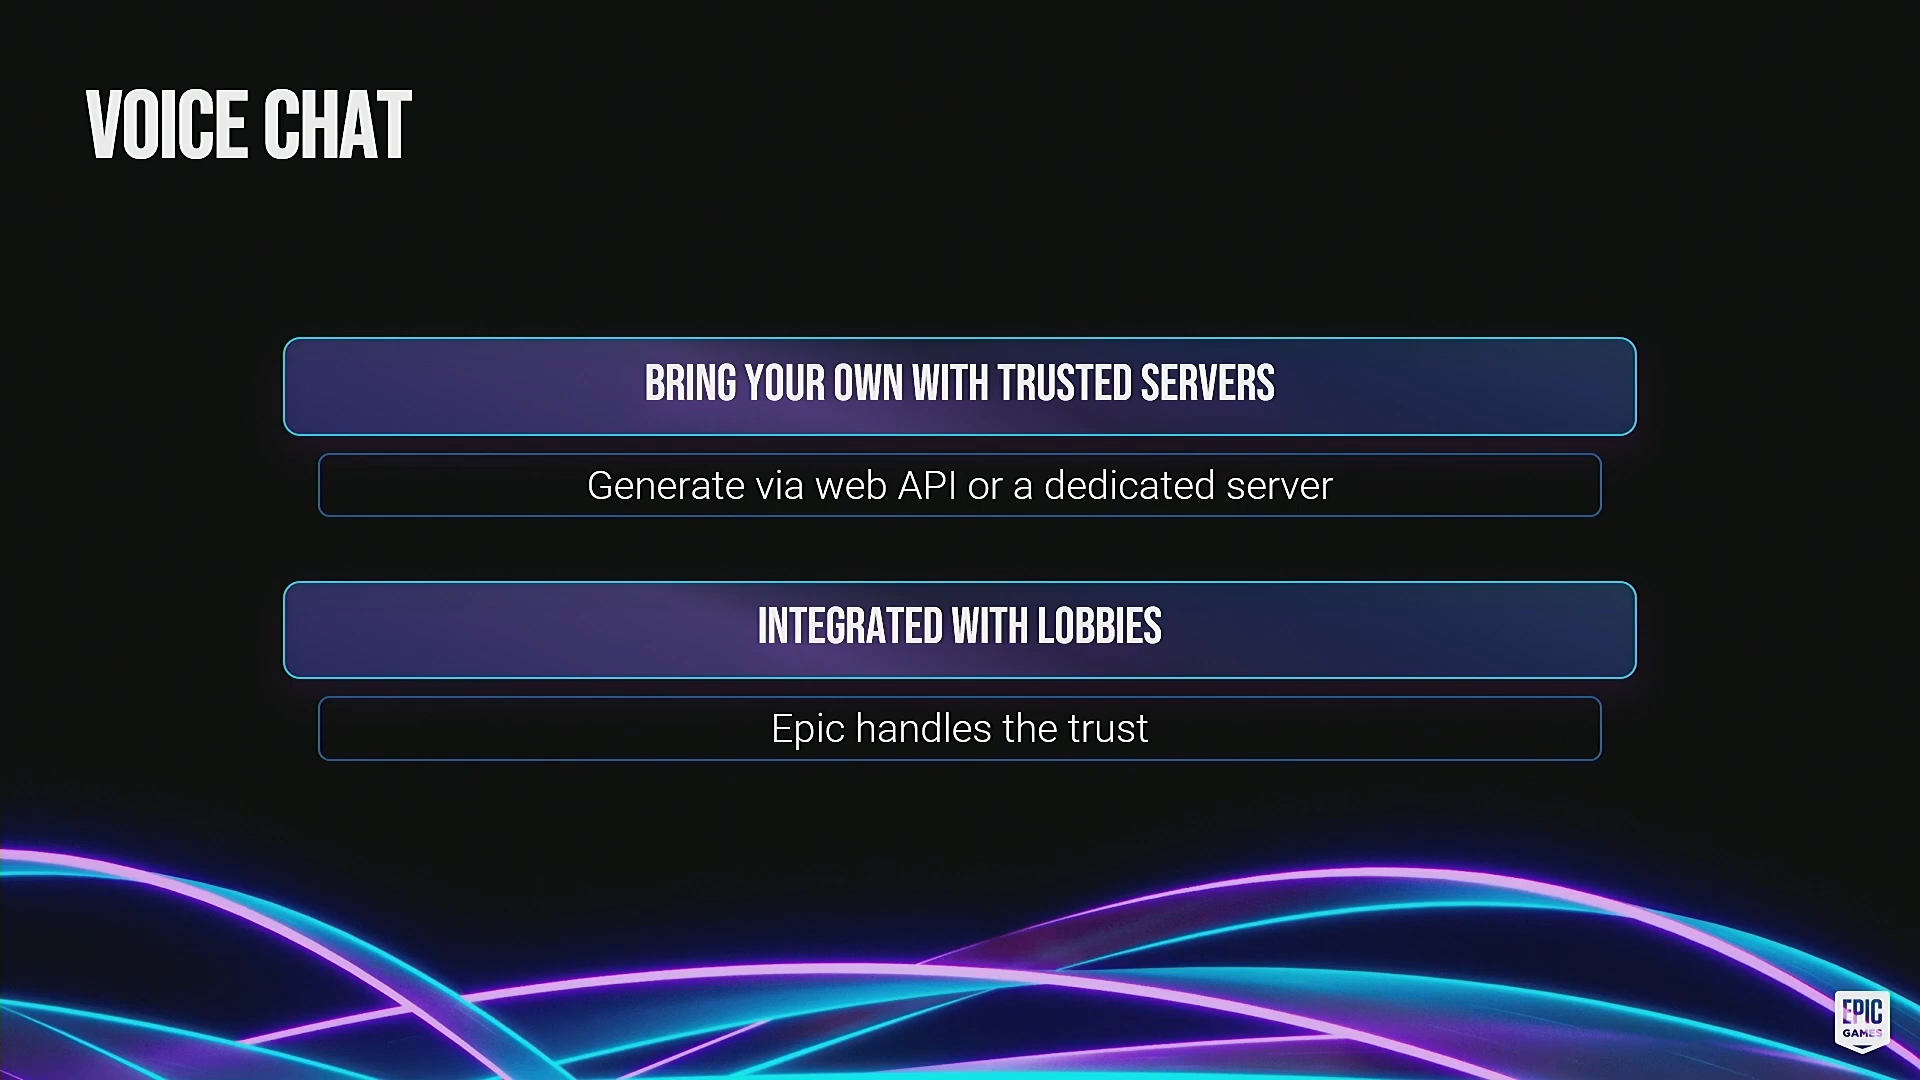 VOICE CHAT
BRING YOUR OWN WITH TRUSTED SERVERS
Generate via web API or a dedicated server
INTEGRATED WITH LOBBIES
Epic handles the trust
EPIC
GAMES